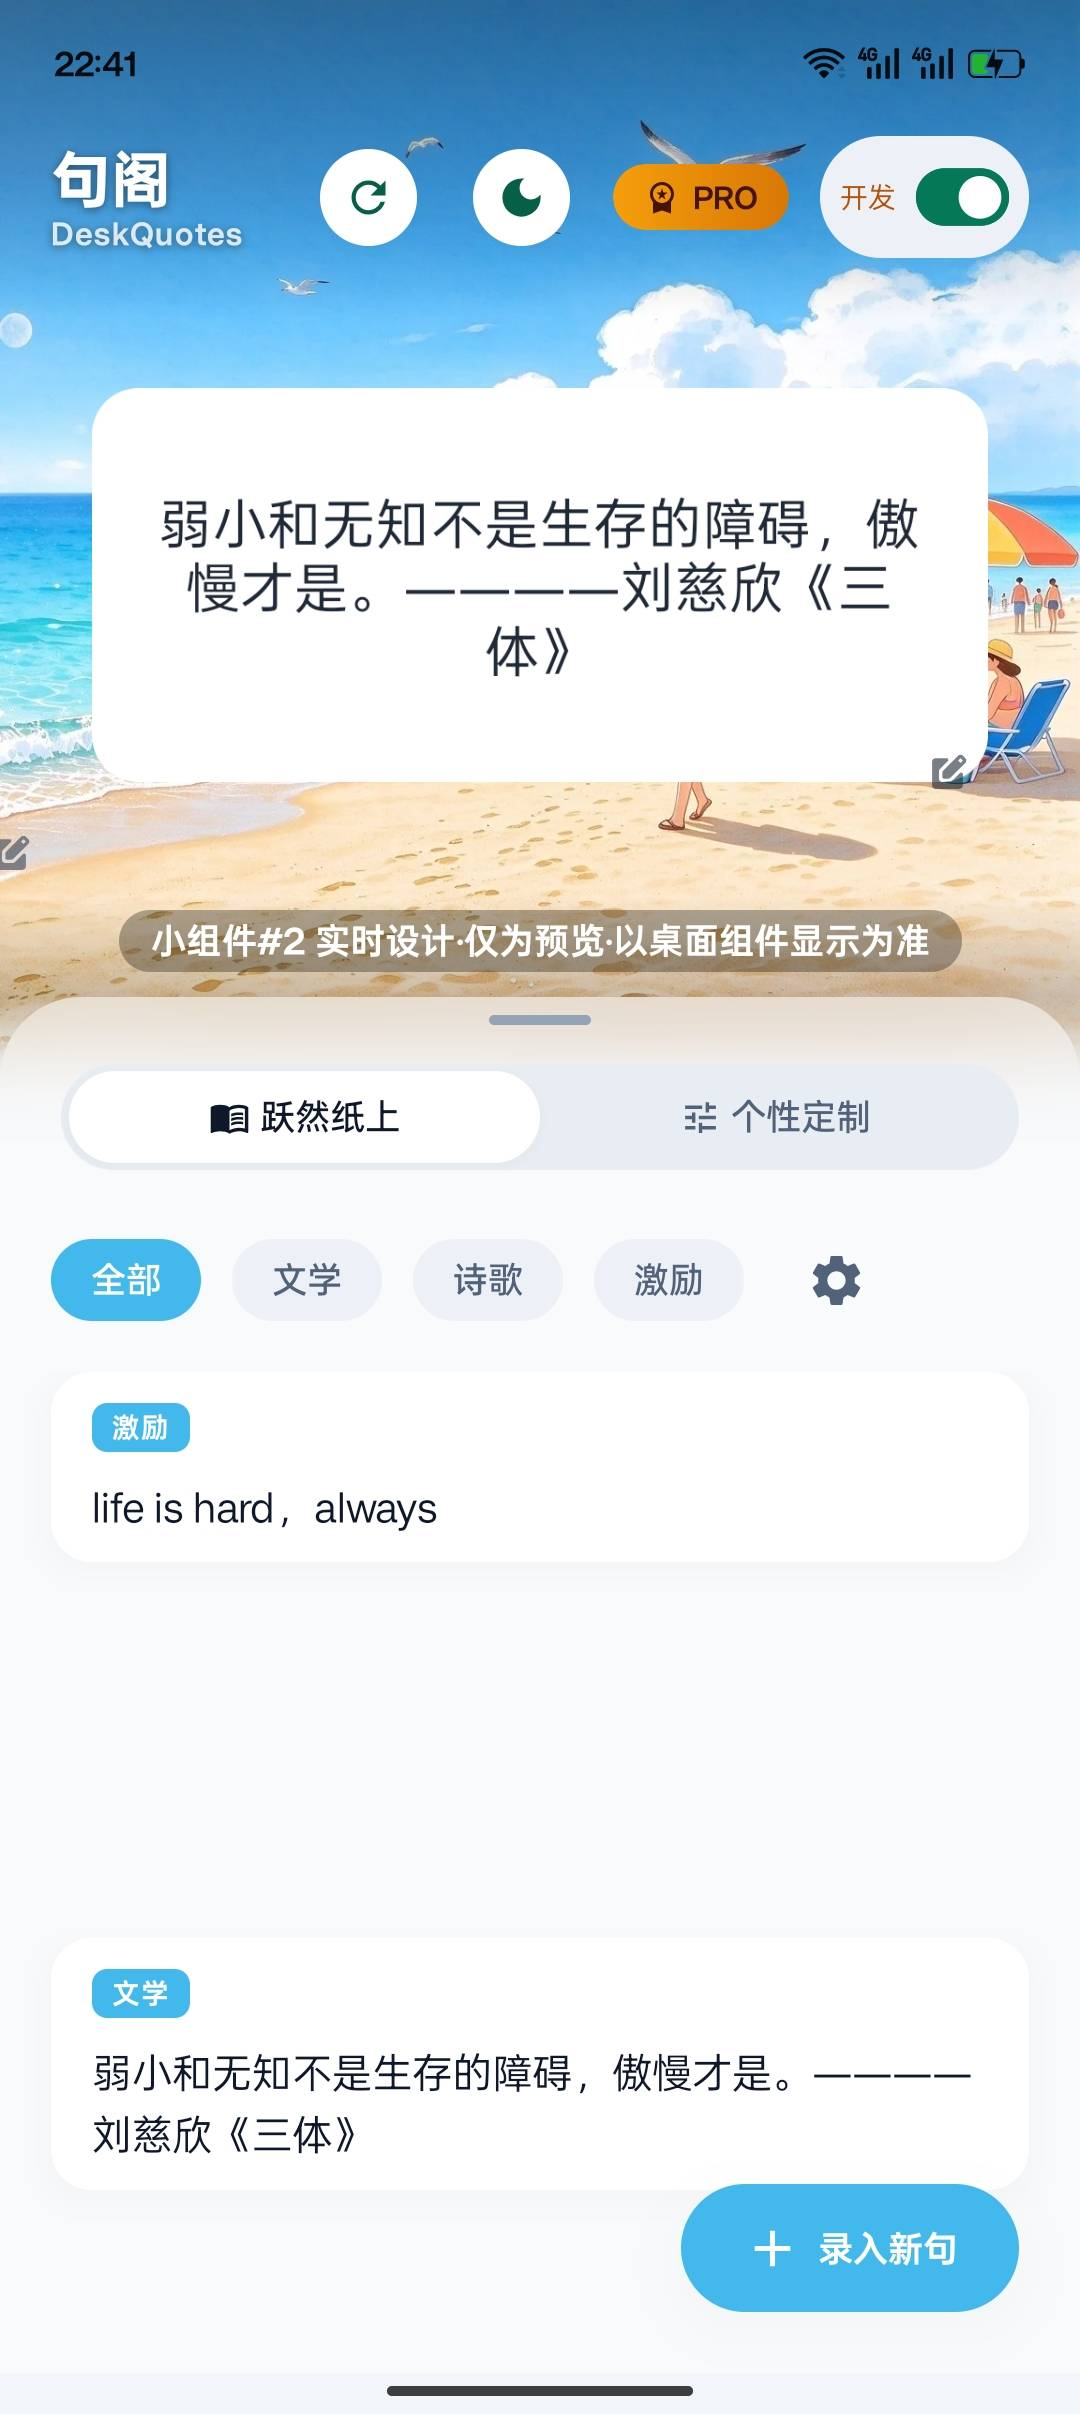 22:41
4G 4G
句阁
DeskQuotes
PRO
开发
弱小和无知不是生存的障碍，傲
慢才是。————刘慈欣《三
体》
小组件#2 实时设计·仅为预览·以桌面组件显示为准
跃然纸上
个性定制
全部
文学
诗歌
激励
激励
life is hard，always
文学
弱小和无知不是生存的障碍，傲慢才是。————
刘慈欣《三体》
录入新句